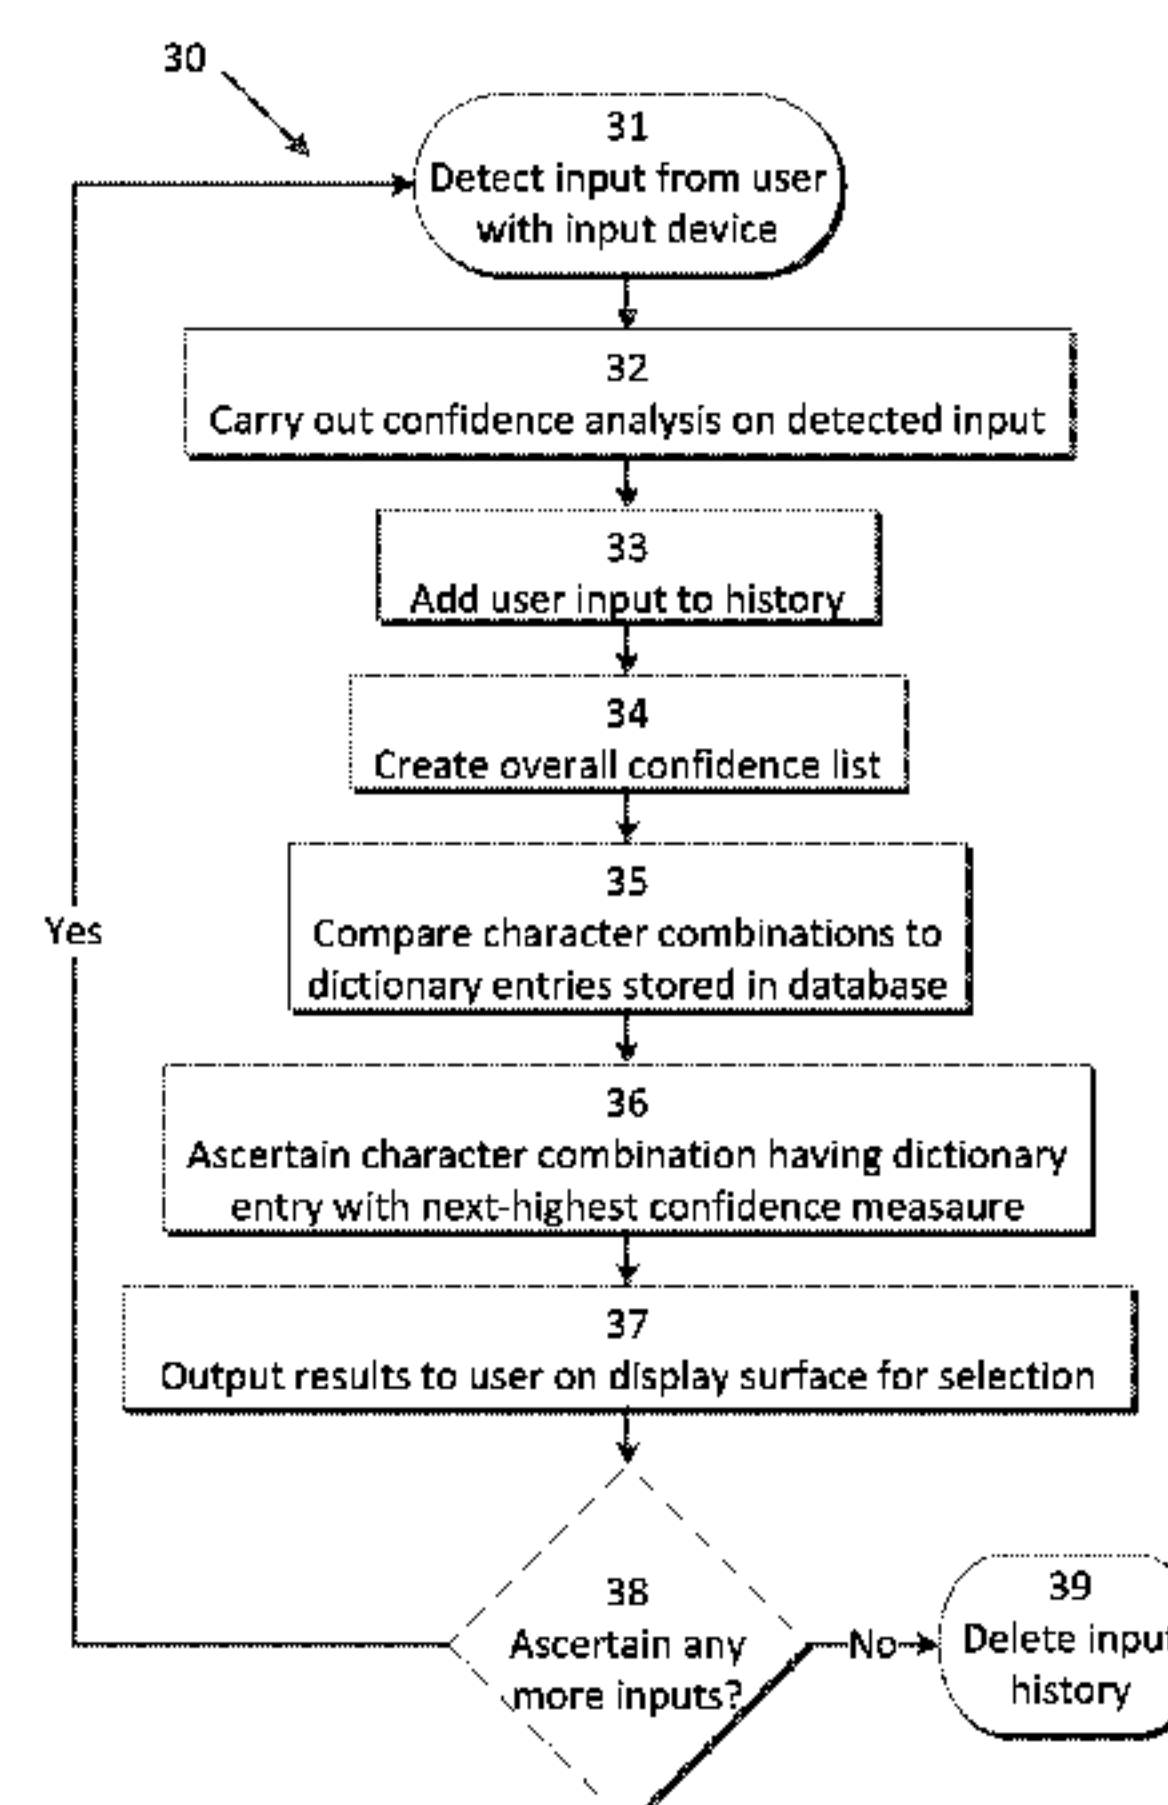 30
31
Detect input from user
with input device
32
Carry out confidence analysis on detected input
33
Add user input to history
34
Create overall confidence list
35
Compare character combinations to
dictionary entries stored in database
Yes
36
Ascertain character combination having dictionary
entry with next-highest confidence measaure
37
Output results to user on display surface for selection
38
Ascertain any
more inputs?
No
39
Delete input
history